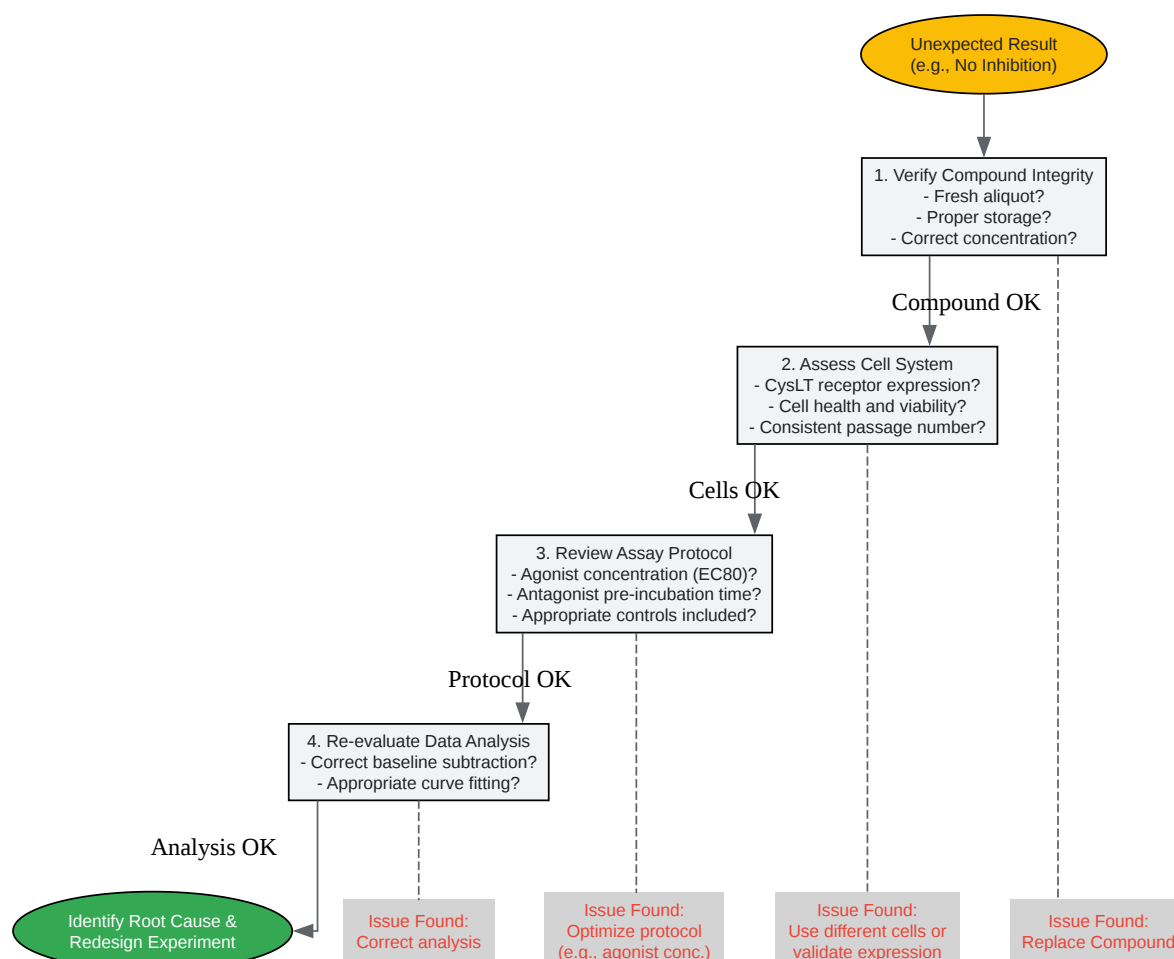 Unexpected Result
(e.g., No Inhibition)
1. Verify Compound Integrity
- Fresh aliquot?
- Proper storage?
- Correct concentration?
Compound OK
2. Assess Cell System
- CysLT receptor expression?
- Cell health and viability?
- Consistent passage number?
Cells OK
3. Review Assay Protocol
- Agonist concentration (EC80)?
- Antagonist pre-incubation time?
- Appropriate controls included?
Protocol OK
4. Re-evaluate Data Analysis
- Correct baseline subtraction?
- Appropriate curve fitting?
Analysis OK
Identify Root Cause &
Redesign Experiment
Issue Found:
Correct analysis
Issue Found:
Optimize protocol
(e.g., agonist conc.)
Issue Found:
Use different cells or
validate expression
Issue Found:
Replace Compound